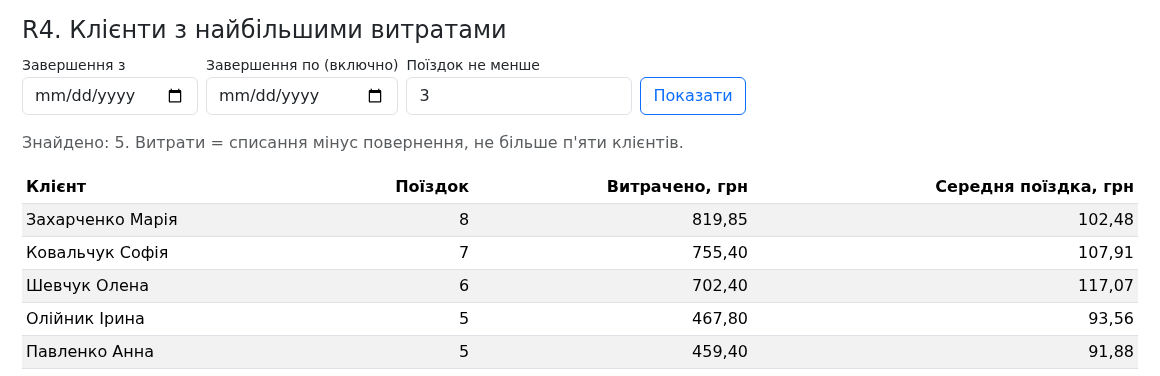 R4. Клієнти з найбільшими витратами
Завершення з Завершення по (включно) Поїздок не менше
mm/dd/yyyy mm/dd/yyyy 3 Показати
Знайдено: 5. Витрати = списання мінус повернення, не більше п'яти клієнтів.
Клієнт Поїздок Витрачено, грн Середня поїздка, грн
Захарченко Марія 8 819,85 102,48
Ковальчук Софія 7 755,40 107,91
Шевчук Олена 6 702,40 117,07
Олійник Ірина 5 467,80 93,56
Павленко Анна 5 459,40 91,88